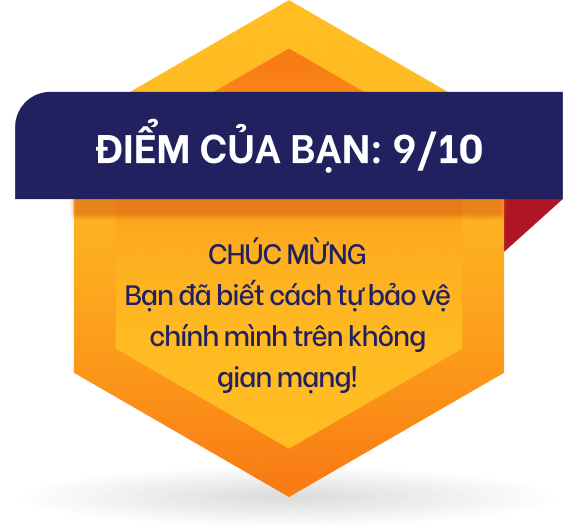 ĐIỂM CỦA BẠN: 9/10
CHÚC MỪNG
Bạn đã biết cách tự bảo vệ
chính mình trên không
gian mạng!